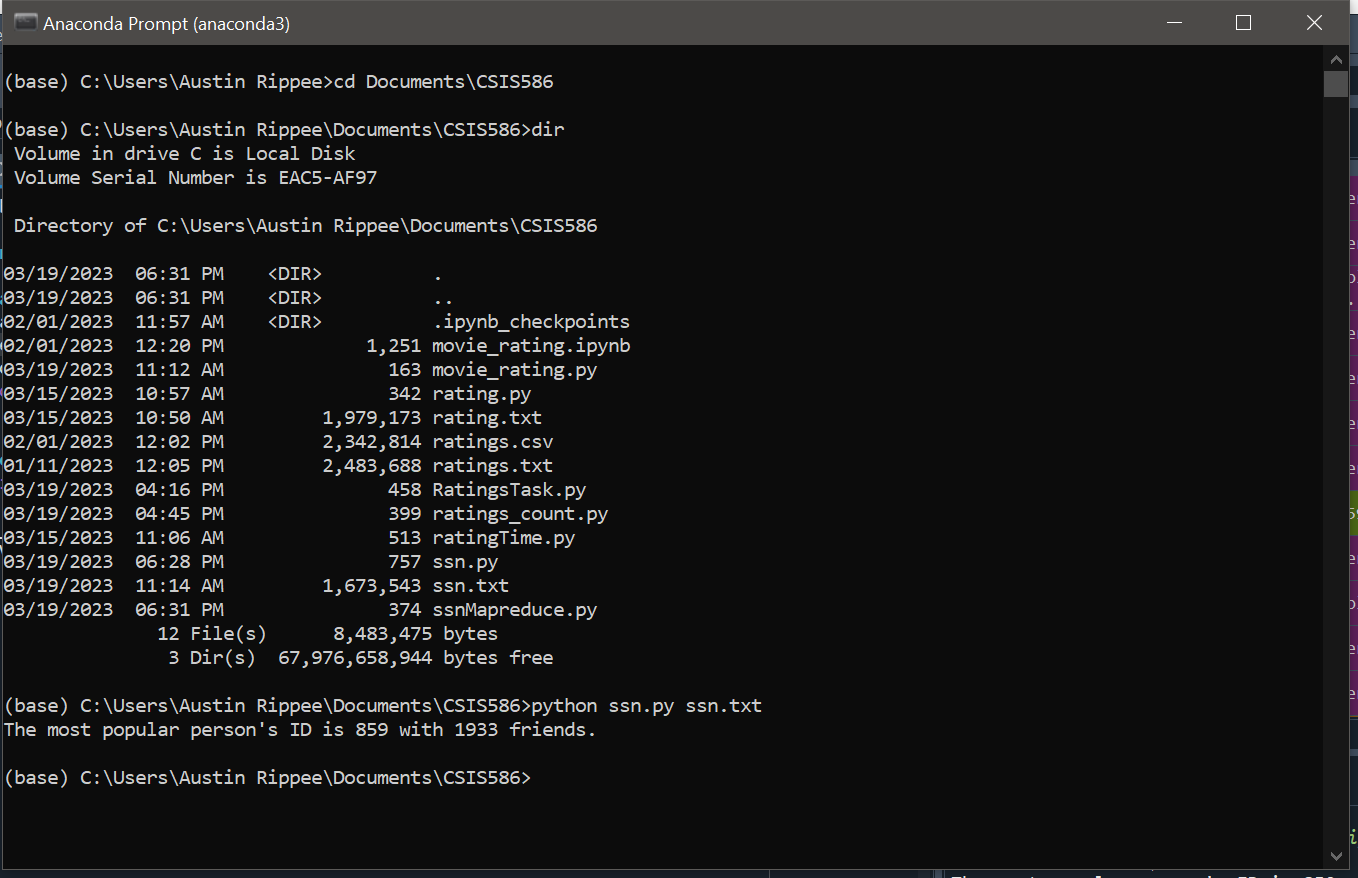 Anaconda Prompt (anaconda3)
(base) C:\Users\Austin Rippee>cd Documents\CSIS586
(base) C:\Users\Austin Rippee\Documents\CSIS586>dir
 Volume in drive C is Local Disk
 Volume Serial Number is EAC5-AF97
 Directory of C:\Users\Austin Rippee\Documents\CSIS586
03/19/2023  06:31 PM    <DIR>          .
03/19/2023  06:31 PM    <DIR>          ..
02/01/2023  11:57 AM    <DIR>          .ipynb_checkpoints
02/01/2023  12:20 PM             1,251 movie_rating.ipynb
03/19/2023  11:12 AM               163 movie_rating.py
03/15/2023  10:57 AM               342 rating.py
03/15/2023  10:50 AM         1,979,173 rating.txt
02/01/2023  12:02 PM         2,342,814 ratings.csv
01/11/2023  12:05 PM         2,483,688 ratings.txt
03/19/2023  04:16 PM               458 RatingsTask.py
03/19/2023  04:45 PM               399 ratings_count.py
03/15/2023  11:06 AM               513 ratingTime.py
03/19/2023  06:28 PM               757 ssn.py
03/19/2023  11:14 AM         1,673,543 ssn.txt
03/19/2023  06:31 PM               374 ssnMapreduce.py
              12 File(s)      8,483,475 bytes
               3 Dir(s)  67,976,658,944 bytes free
(base) C:\Users\Austin Rippee\Documents\CSIS586>python ssn.py ssn.txt
The most popular person's ID is 859 with 1933 friends.
(base) C:\Users\Austin Rippee\Documents\CSIS586>